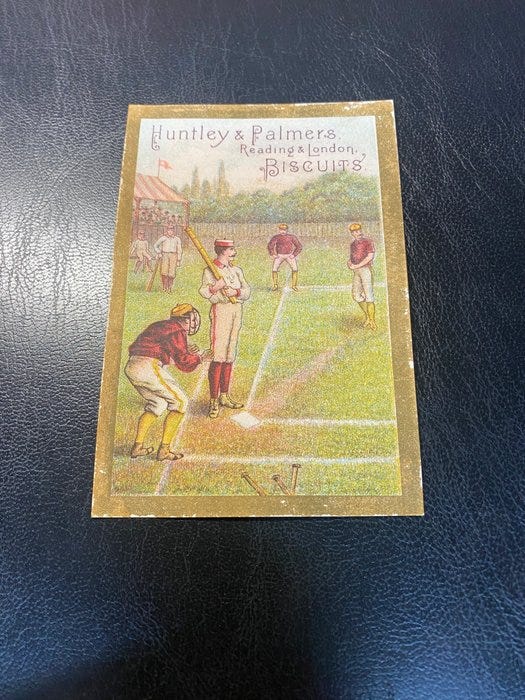 Huntley & Palmers.
Reading & London.
BISCUITS,